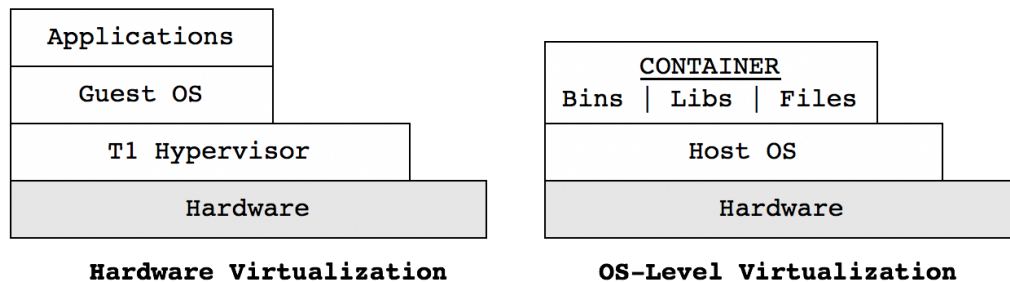 Applications
Guest OS
T1 Hypervisor
Hardware
Hardware Virtualization
CONTAINER
Bins | Libs | Files
Host OS
Hardware
OS-Level Virtualization